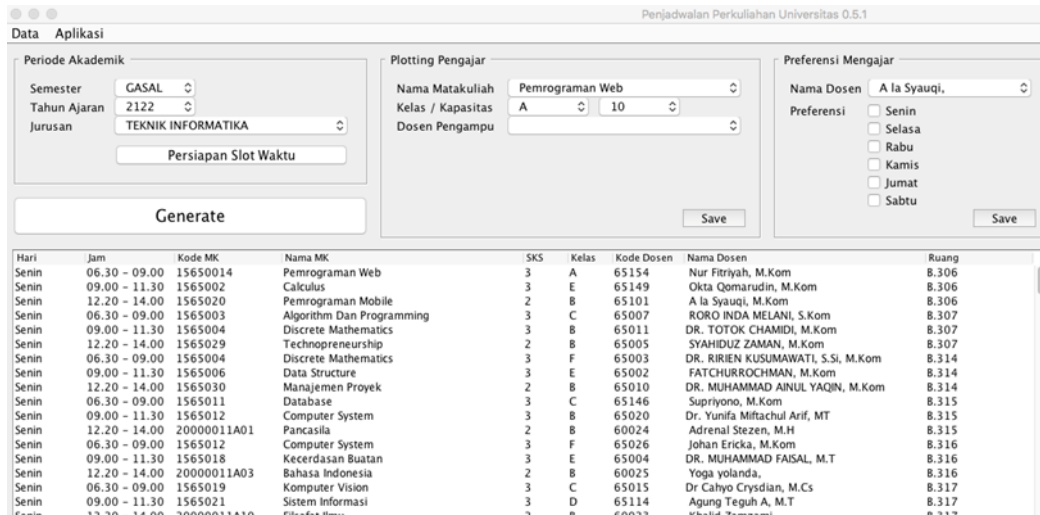 Penjadwalan Perkuliahan Universitas 0.5.1
Data Aplikasi
Periode Akademik
Semester GASAL
Tahun Ajaran 2122
Jurusan TEKNIK INFORMATIKA
Persiapan Slot Waktu
Generate
Plotting Pengajar
Nama Matakuliah Pemrograman Web
Kelas / Kapasitas A 10
Dosen Pengampu
Save
Preferensi Mengajar
Nama Dosen A la Syauqi,
Preferensi Senin
Selasa
Rabu
Kamis
Jumat
Sabtu
Save
Hari Jam Kode MK Nama MK SKS Kelas Kode Dosen Nama Dosen Ruang
Senin 06.30 - 09.00 15650014 Pemrograman Web 3 A 65154 Nur Fitriyah, M.Kom B.306
Senin 09.00 - 11.30 1565002 Calculus 3 E 65149 Okta Qomarudin, M.Kom B.306
Senin 12.20 - 14.00 1565020 Pemrograman Mobile 2 B 65101 A la Syauqi, M.Kom B.306
Senin 06.30 - 09.00 1565003 Algorithm Dan Programming 3 C 65007 RORO INDA MELANI, S.Kom B.307
Senin 09.00 - 11.30 1565004 Discrete Mathematics 3 B 65011 DR. TOTOK CHAMIDI, M.Kom B.307
Senin 12.20 - 14.00 1565029 Technopreneurship 2 B 65005 SYAHIDUZ ZAMAN, M.Kom B.307
Senin 06.30 - 09.00 1565004 Discrete Mathematics 3 F 65003 DR. RIRIEN KUSUMAWATI, S.Si, M.Kom B.314
Senin 09.00 - 11.30 1565006 Data Structure 3 E 65002 FATCHURROCHMAN, M.Kom B.314
Senin 12.20 - 14.00 1565030 Manajemen Proyek 2 B 65010 DR. MUHAMMAD AINUL YAQIN, M.Kom B.314
Senin 06.30 - 09.00 1565011 Database 3 C 65146 Supriyono, M.Kom B.315
Senin 09.00 - 11.30 1565012 Computer System 3 B 65020 Dr. Yunifa Miftachul Arif, MT B.315
Senin 12.20 - 14.00 20000011A01 Pancasila 2 B 60024 Adrenal Stezen, M.H B.315
Senin 06.30 - 09.00 1565012 Computer System 3 F 65026 Johan Ericka, M.Kom B.316
Senin 09.00 - 11.30 1565018 Kecerdasan Buatan 3 E 65004 DR. MUHAMMAD FAISAL, M.T B.316
Senin 12.20 - 14.00 20000011A03 Bahasa Indonesia 2 B 60025 Yoga yolanda, B.316
Senin 06.30 - 09.00 1565019 Komputer Vision 3 C 65015 Dr Cahyo Crysdian, M.Cs B.317
Senin 09.00 - 11.30 1565021 Sistem Informasi 3 D 65114 Agung Teguh A, M.T B.317